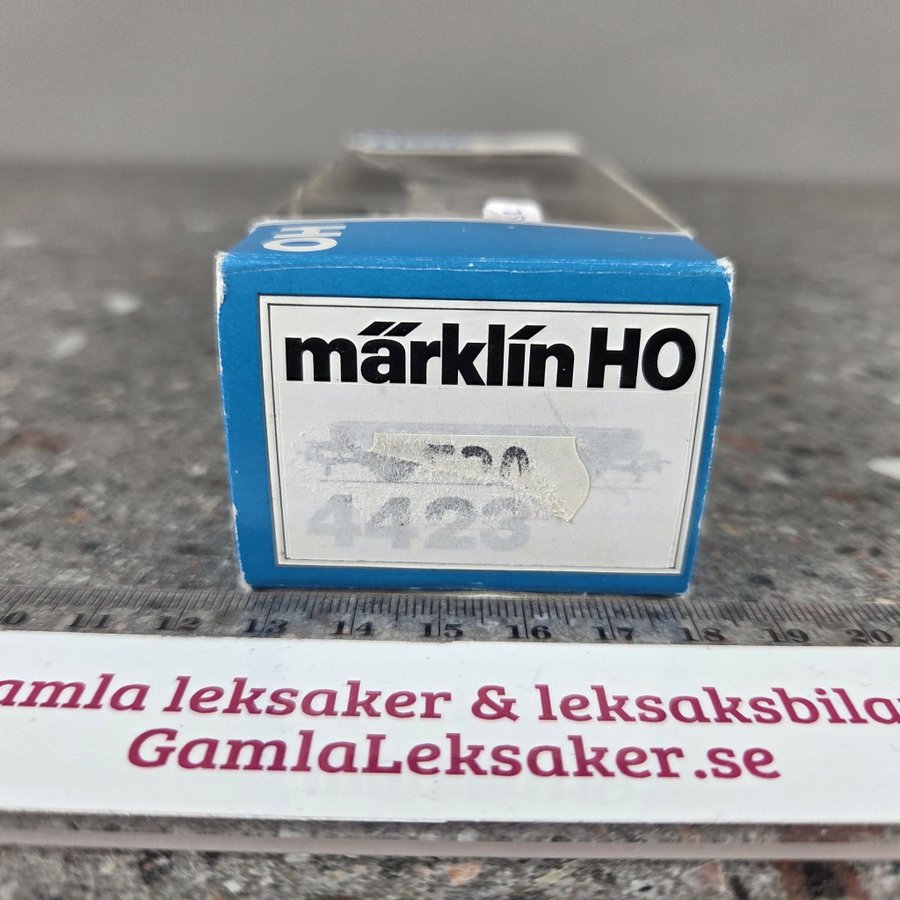 HO
märklin HO
4423
10 11 12 13 14 15 16 17 18 19 20
amla leksaker & leksaksbila
GamlaLeksaker.se